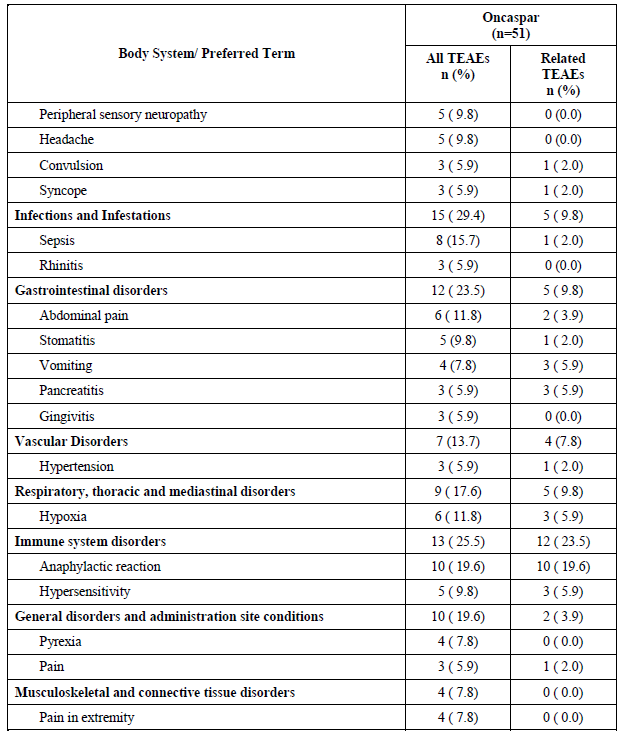 Body System/ Preferred Term
Oncaspar
(n=51)
All TEAEs
n (%)
Related
TEAEs
n (%)
Peripheral sensory neuropathy 5 ( 9.8) 0 (0.0)
Headache 5 ( 9.8) 0 (0.0)
Convulsion 3 ( 5.9) 1 ( 2.0)
Syncope 3 ( 5.9) 1 ( 2.0)
Infections and Infestations 15 ( 29.4) 5 ( 9.8)
Sepsis 8 (15.7) 1 ( 2.0)
Rhinitis 3 ( 5.9) 0 (0.0)
Gastrointestinal disorders 12 ( 23.5) 5 ( 9.8)
Abdominal pain 6 ( 11.8) 2 ( 3.9)
Stomatitis 5 (9.8) 1 ( 2.0)
Vomiting 4 (7.8) 3 ( 5.9)
Pancreatitis 3 ( 5.9) 3 ( 5.9)
Gingivitis 3 ( 5.9) 0 (0.0)
Vascular Disorders 7 (13.7) 4 ( 7.8)
Hypertension 3 ( 5.9) 1 ( 2.0)
Respiratory, thoracic and mediastinal disorders 9 ( 17.6) 5 ( 9.8)
Hypoxia 6 ( 11.8) 3 ( 5.9)
Immune system disorders 13 ( 25.5) 12 ( 23.5)
Anaphylactic reaction 10 ( 19.6) 10 ( 19.6)
Hypersensitivity 5 ( 9.8) 3 ( 5.9)
General disorders and administration site conditions 10 ( 19.6) 2 ( 3.9)
Pyrexia 4 ( 7.8) 0 ( 0.0)
Pain 3 ( 5.9) 1 ( 2.0)
Musculoskeletal and connective tissue disorders 4 ( 7.8) 0 ( 0.0)
Pain in extremity 4 ( 7.8) 0 ( 0.0)